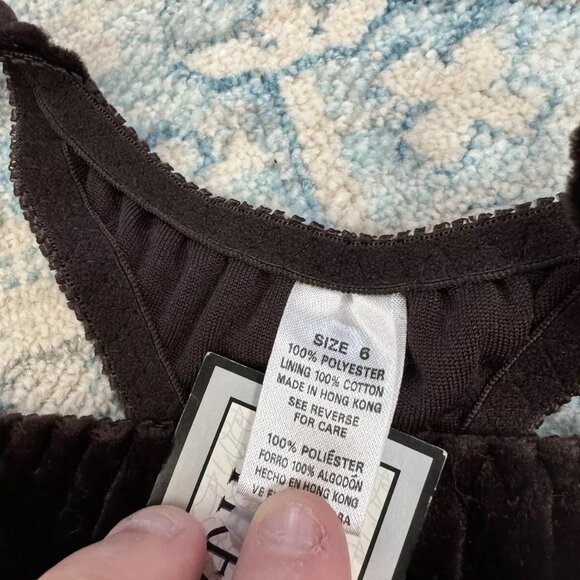 SIZE 6
100% POLYESTER
LINING 100% COTTON
MADE IN HONG KONG
SEE REVERSE
FOR CARE
100% POLIÉSTER
FORRO 100% ALGODÓN
HECHO EN HONG KONG